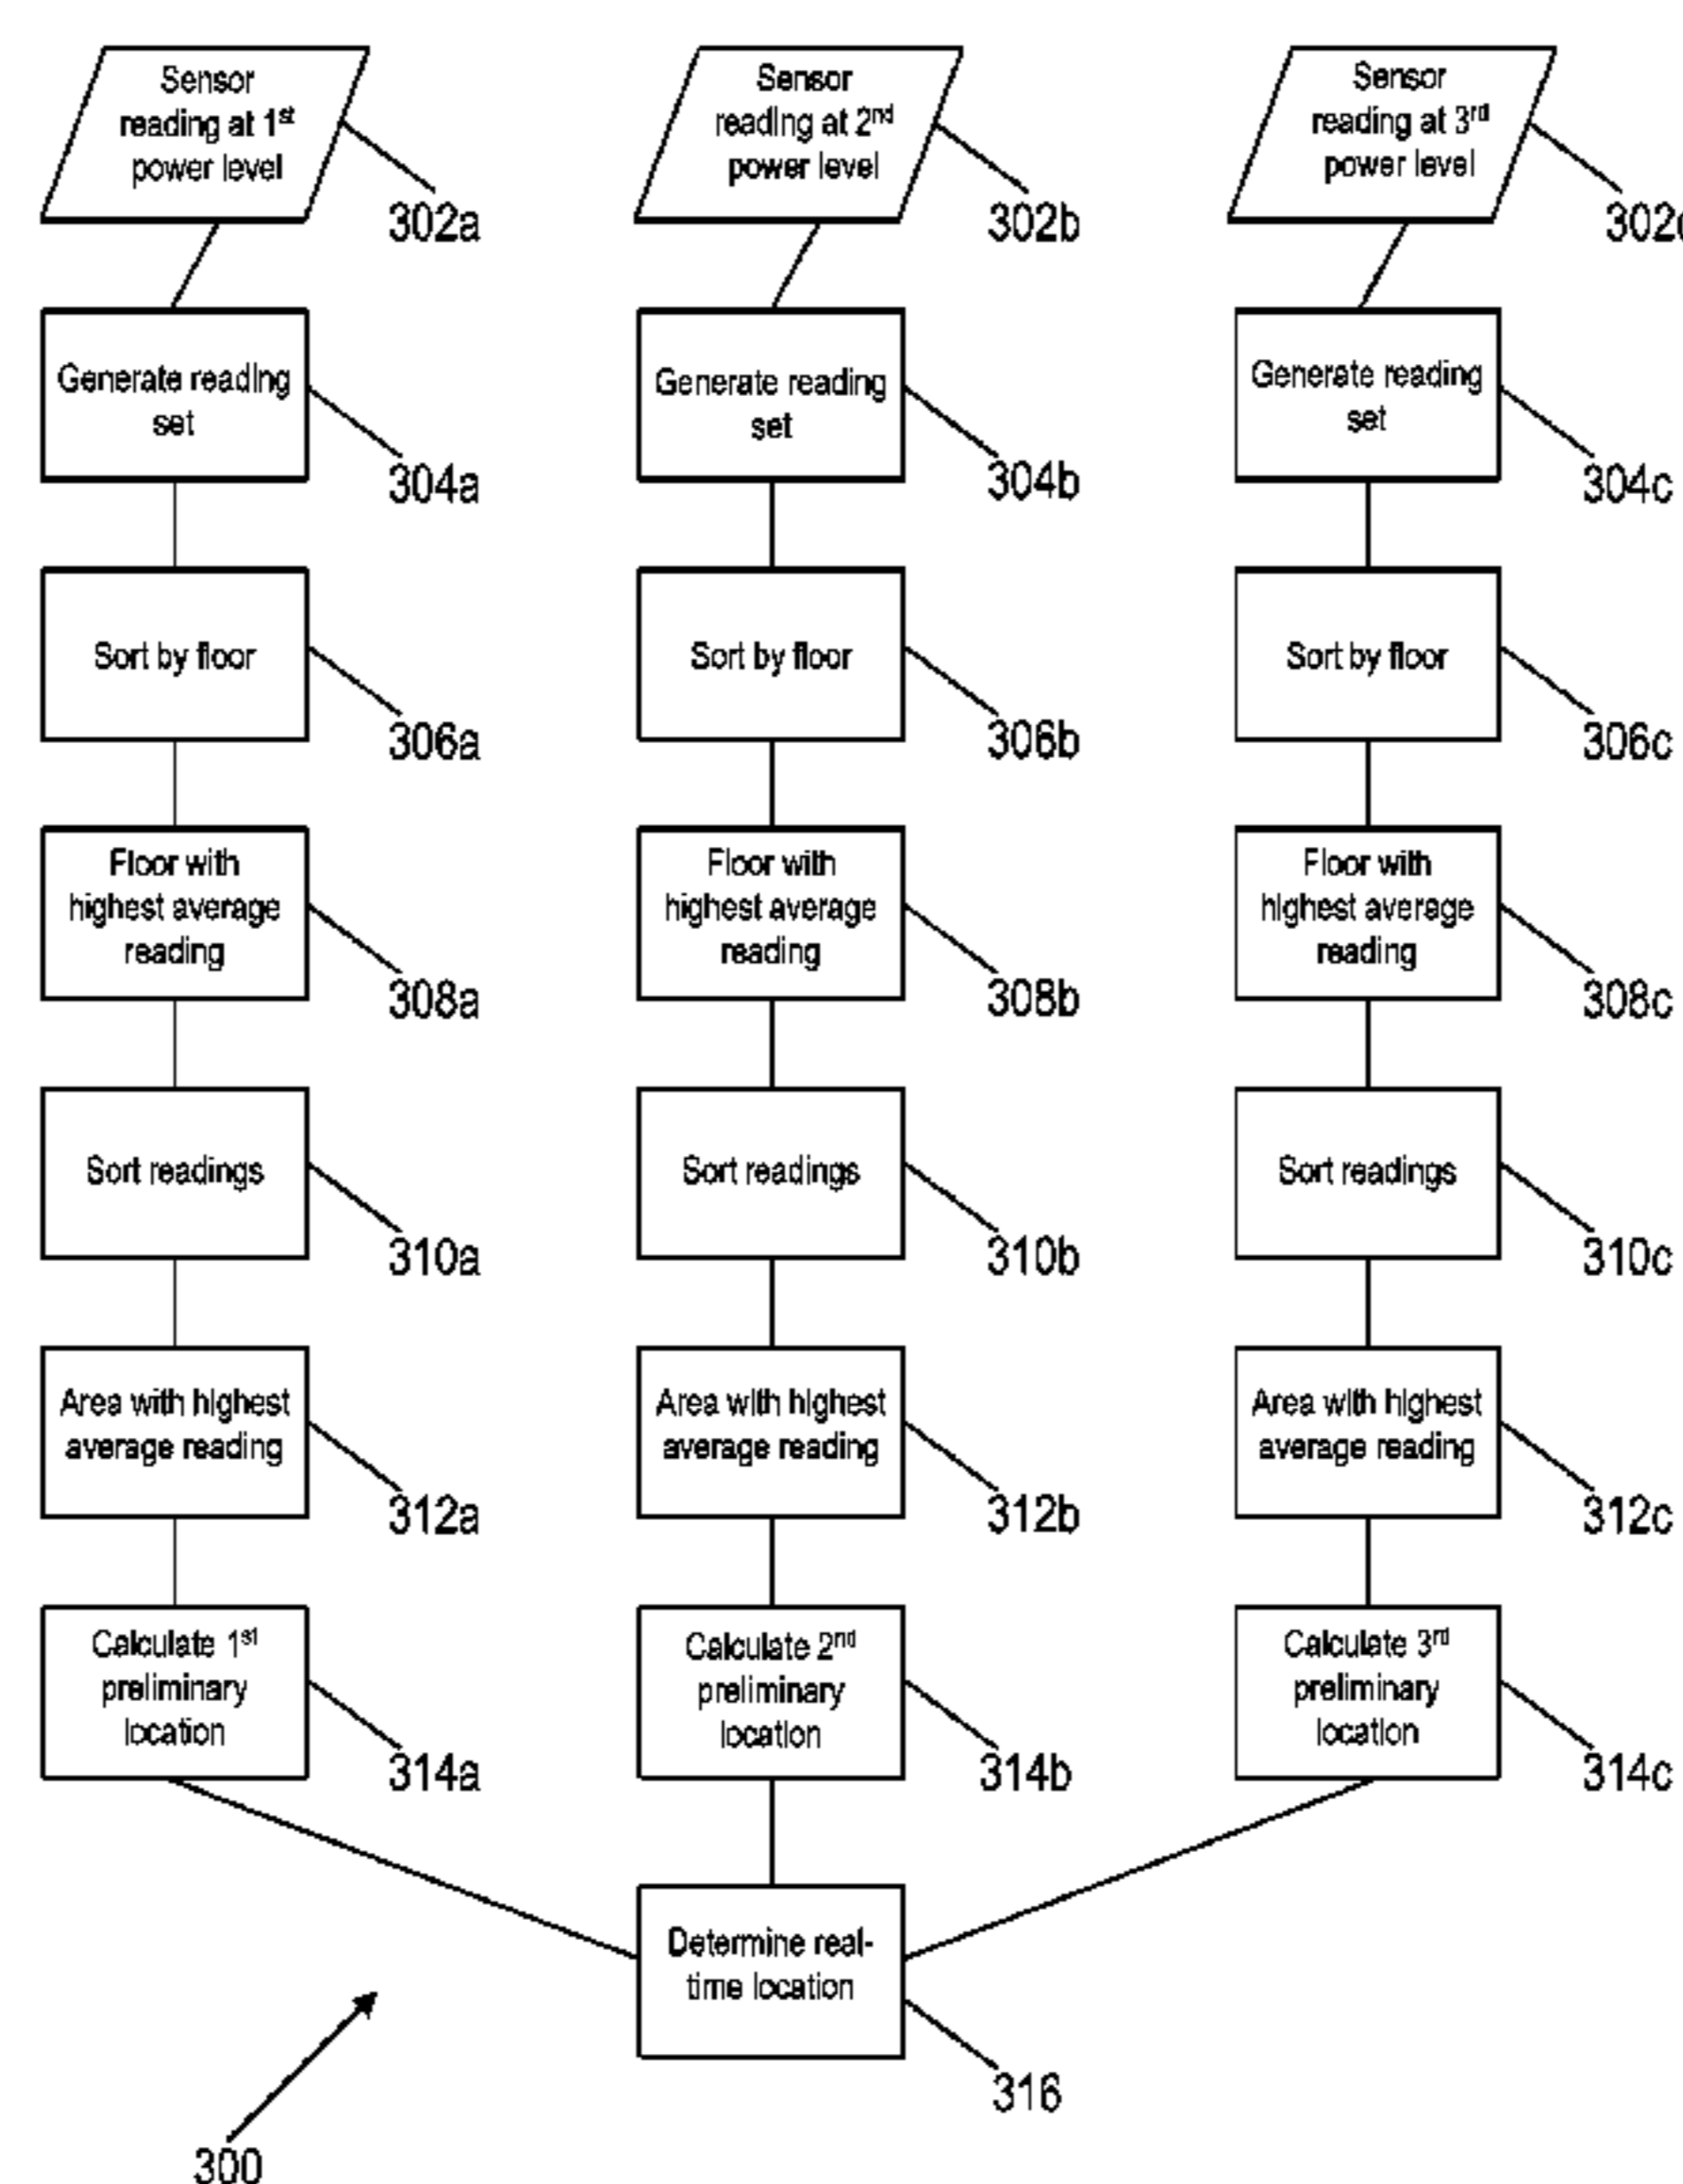 Sensor
reading at 1st
power level
302a
Sensor
reading at 2nd
power level
302b
Sensor
reading at 3rd
power level
302c
Generate reading
set
304a
Generate reading
set
304b
Generate reading
set
304c
Sort by floor
306a
Sort by floor
306b
Sort by floor
306c
Floor with
highest average
reading
308a
Floor with
highest average
reading
308b
Floor with
highest average
reading
308c
Sort readings
310a
Sort readings
310b
Sort readings
310c
Area with highest
average reading
312a
Area with highest
average reading
312b
Area with highest
average reading
312c
Calculate 1st
preliminary
location
314a
Calculate 2nd
preliminary
location
314b
Calculate 3rd
preliminary
location
314c
Determine real-
time location
316
300